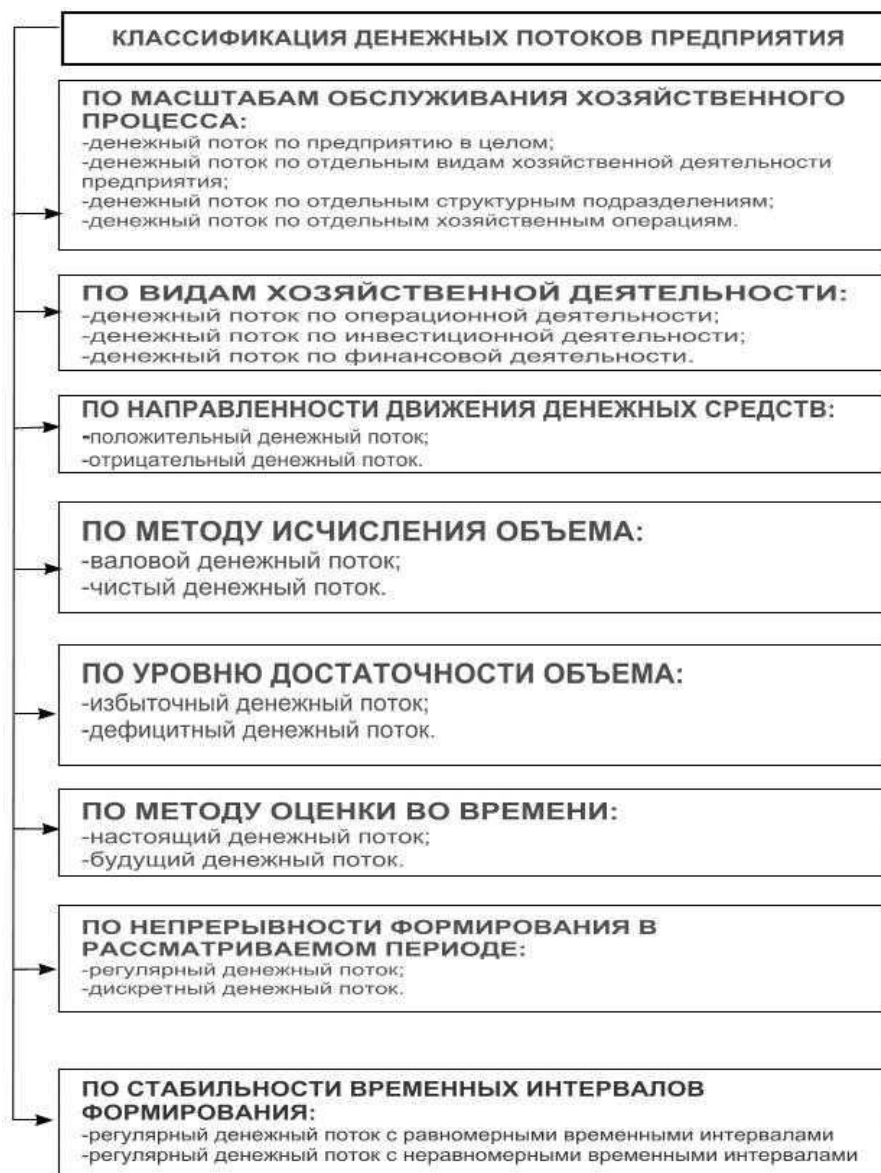 КЛАССИФИКАЦИЯ ДЕНЕЖНЫХ ПОТОКОВ ПРЕДПРИЯТИЯ
ПО МАСШТАБАМ ОБСЛУЖИВАНИЯ ХОЗЯЙСТВЕННОГО
ПРОЦЕССА:
-денежный поток по предприятию в целом;
-денежный поток по отдельным видам хозяйственной деятельности
предприятия;
-денежный поток по отдельным структурным подразделениям;
-денежный поток по отдельным хозяйственным операциям.
ПО ВИДАМ ХОЗЯЙСТВЕННОЙ ДЕЯТЕЛЬНОСТИ:
-денежный поток по операционной деятельности;
-денежный поток по инвестиционной деятельности;
-денежный поток по финансовой деятельности.
ПО НАПРАВЛЕННОСТИ ДВИЖЕНИЯ ДЕНЕЖНЫХ СРЕДСТВ:
-положительный денежный поток;
-отрицательный денежный поток.
ПО МЕТОДУ ИСЧИСЛЕНИЯ ОБЪЕМА:
-валовой денежный поток;
-чистый денежный поток.
ПО УРОВНЮ ДОСТАТОЧНОСТИ ОБЪЕМА:
-избыточный денежный поток;
-дефицитный денежный поток.
ПО МЕТОДУ ОЦЕНКИ ВО ВРЕМЕНИ:
-настоящий денежный поток;
-будущий денежный поток.
ПО НЕПРЕРЫВНОСТИ ФОРМИРОВАНИЯ В
РАССМАТРИВАЕМОМ ПЕРИОДЕ:
-регулярный денежный поток;
-дискретный денежный поток.
ПО СТАБИЛЬНОСТИ ВРЕМЕННЫХ ИНТЕРВАЛОВ
ФОРМИРОВАНИЯ:
-регулярный денежный поток с равномерными временными интервалами
-регулярный денежный поток с неравномерными временными интервалами